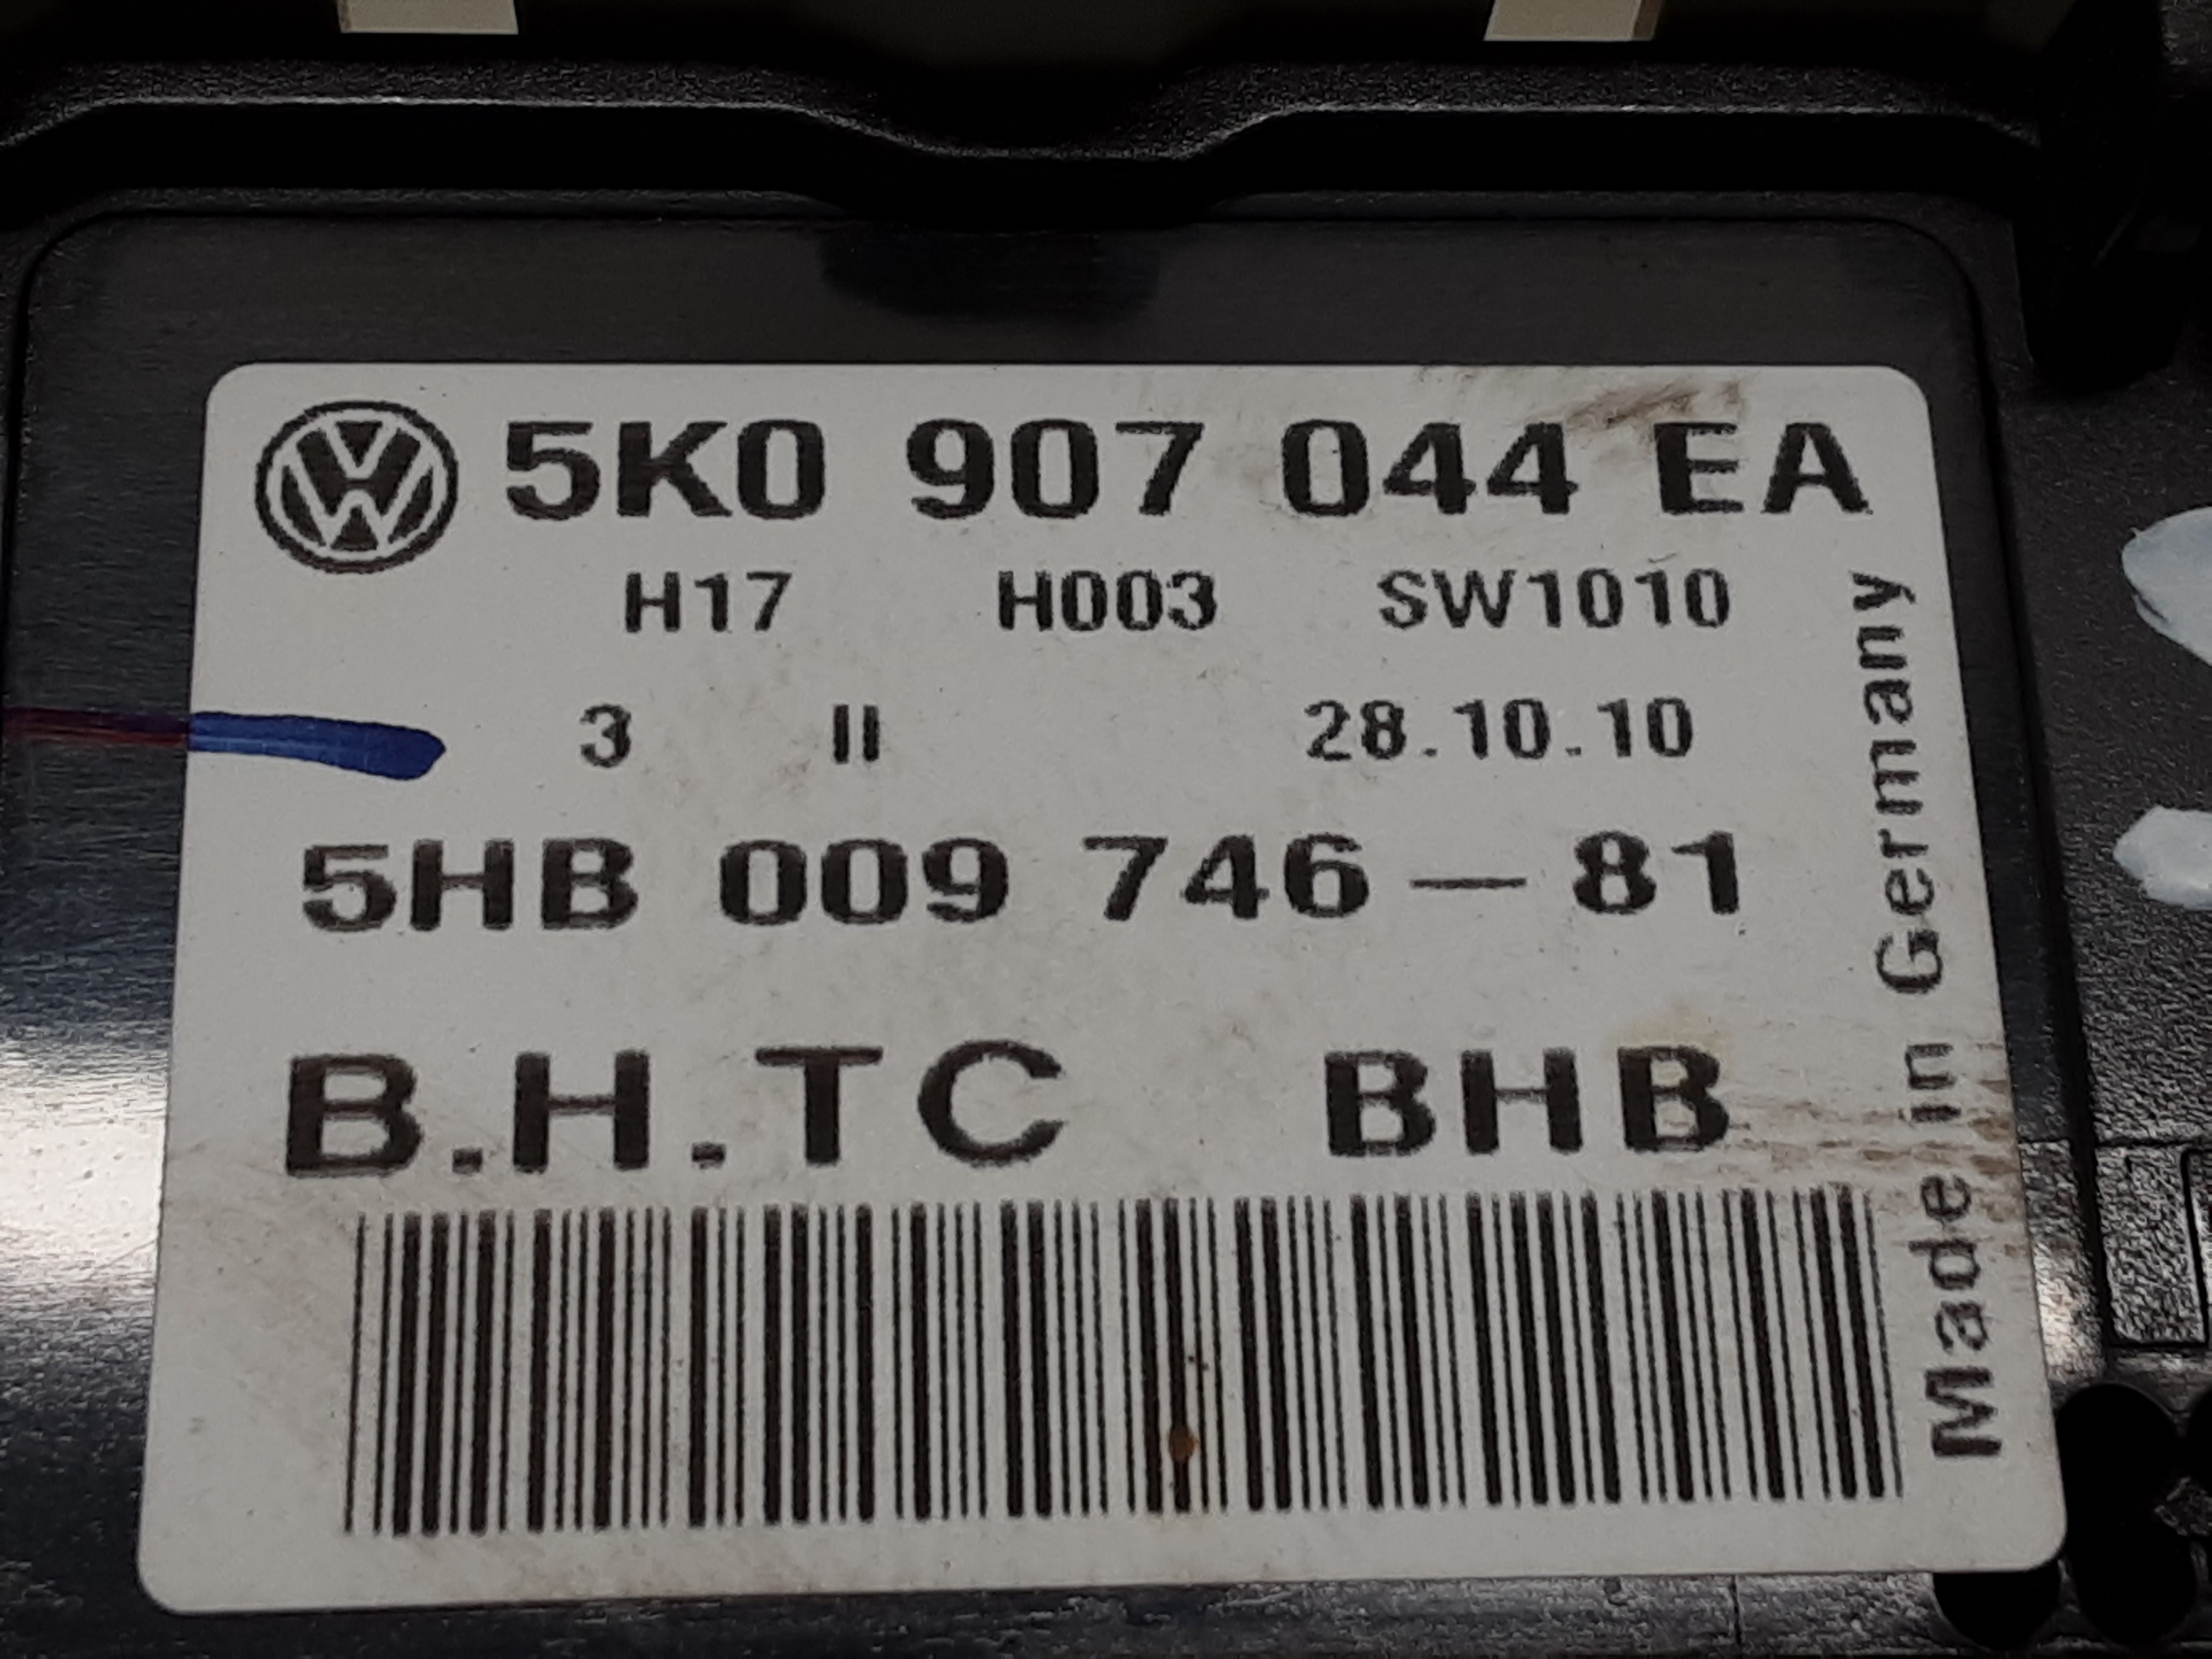 5K0 907 044 EA
H17 H003 SW1010
3 II 28.10.10
5HB 009 746-81
B.H.TC BHB
Made in Germany